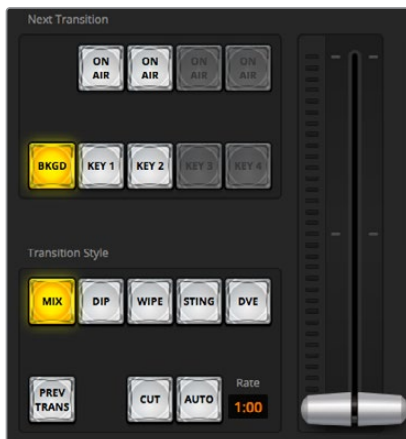 Next Transition
ON AIR ON AIR ON AIR ON AIR
BKGD KEY 1 KEY 2 KEY 3 KEY 4
Transition Style
MIX DIP WIPE STING DVE
Rate
PREV TRANS CUT AUTO 1:00